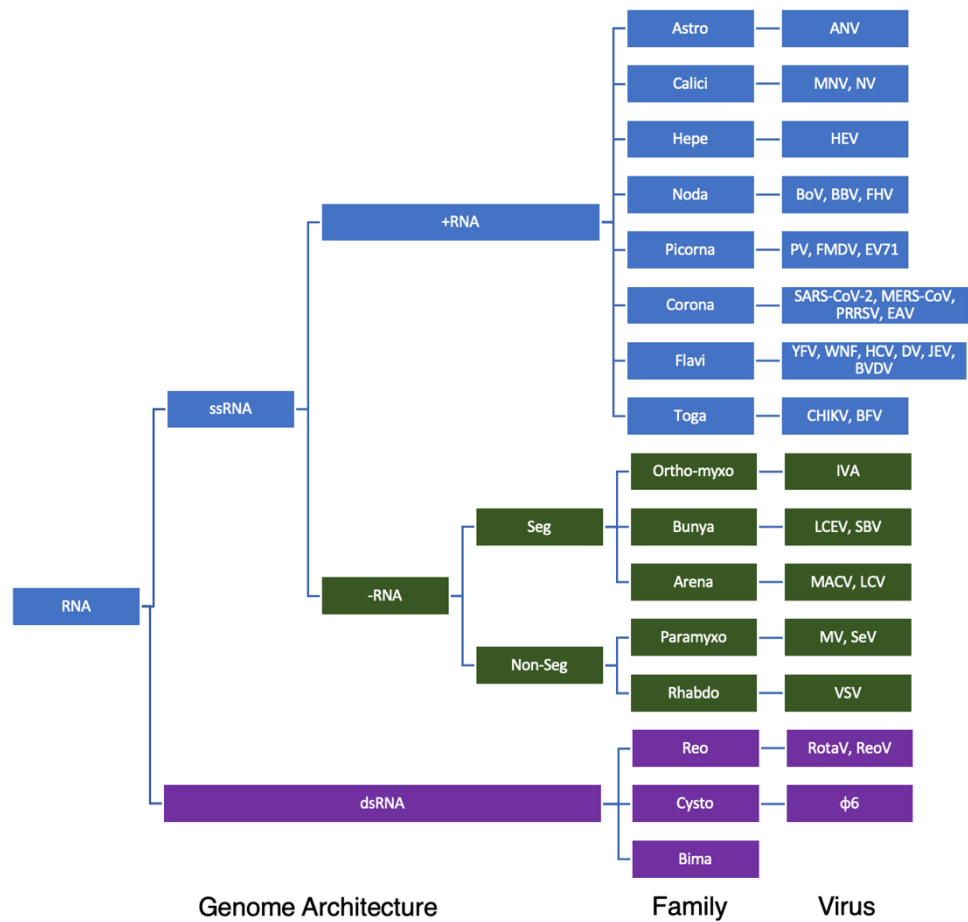 Astro
ANV
Calici
MNV, NV
Hepe
HEV
Noda
BoV, BBV, FHV
+RNA
Picorna
PV, FMDV, EV71
Corona
SARS-CoV-2, MERS-CoV,
PRRSV, EAV
Flavi
YFV, WNF, HCV, DV, JEV,
BVDV
ssRNA
Toga
CHIKV, BFV
Ortho-myxo
IVA
Seg
Bunya
LCEV, SBV
-RNA
Arena
MACV, LCV
RNA
Paramyxo
MV, SeV
Non-Seg
Rhabdo
VSV
Reo
RotaV, ReoV
dsRNA
Cysto
ф6
Bima
Genome Architecture
Family
Virus